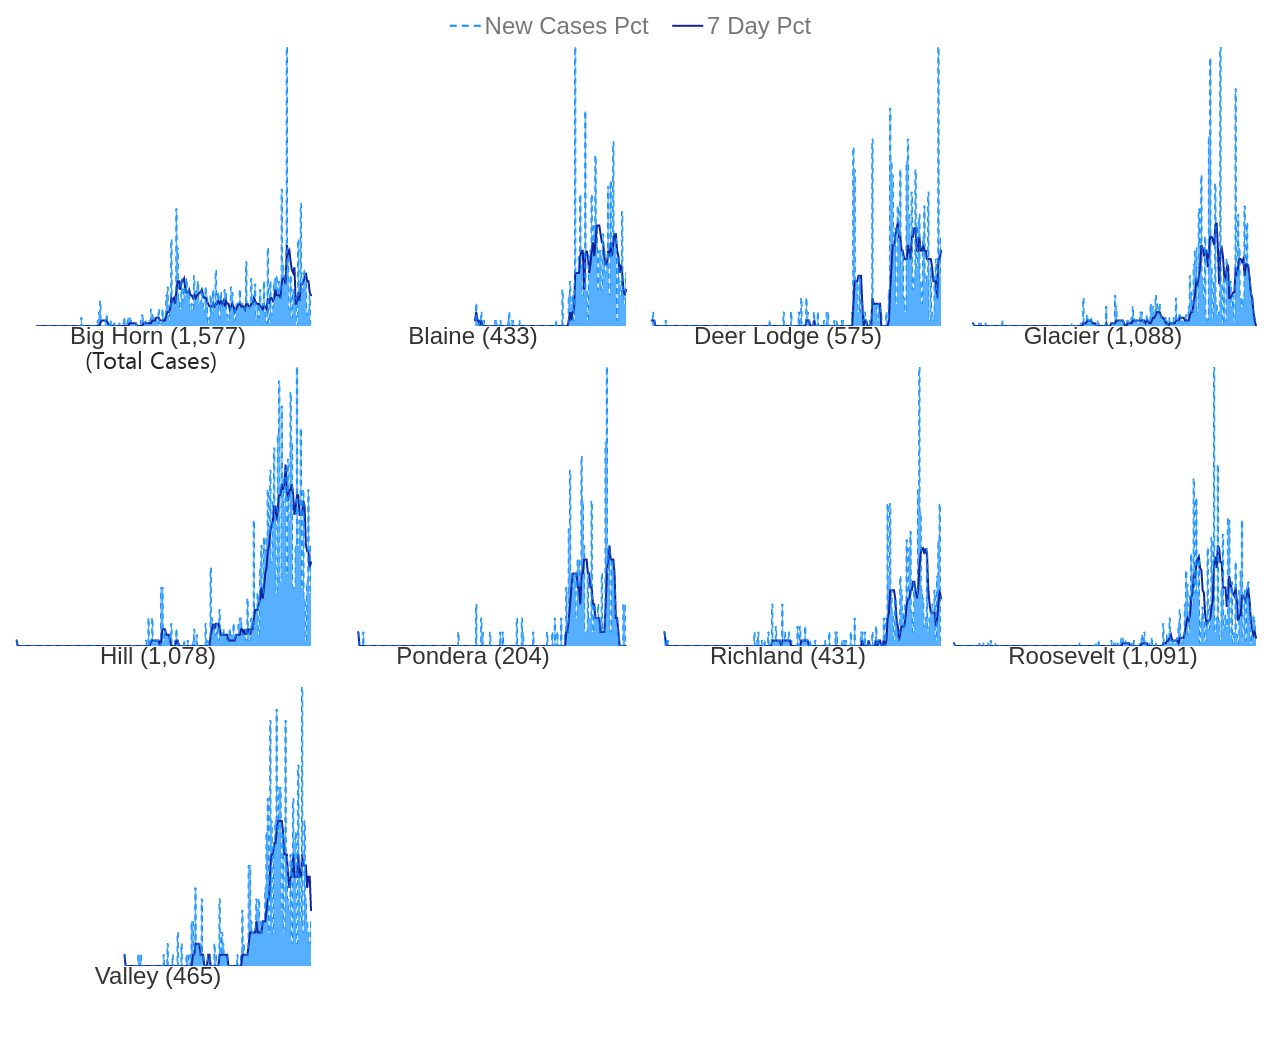 New Cases Pct 7 Day Pct
Big Horn (1,577)
(Total Cases)
Blaine (433)
Deer Lodge (575)
Glacier (1,088)
Hill (1,078)
Pondera (204)
Richland (431)
Roosevelt (1,091)
Valley (465)